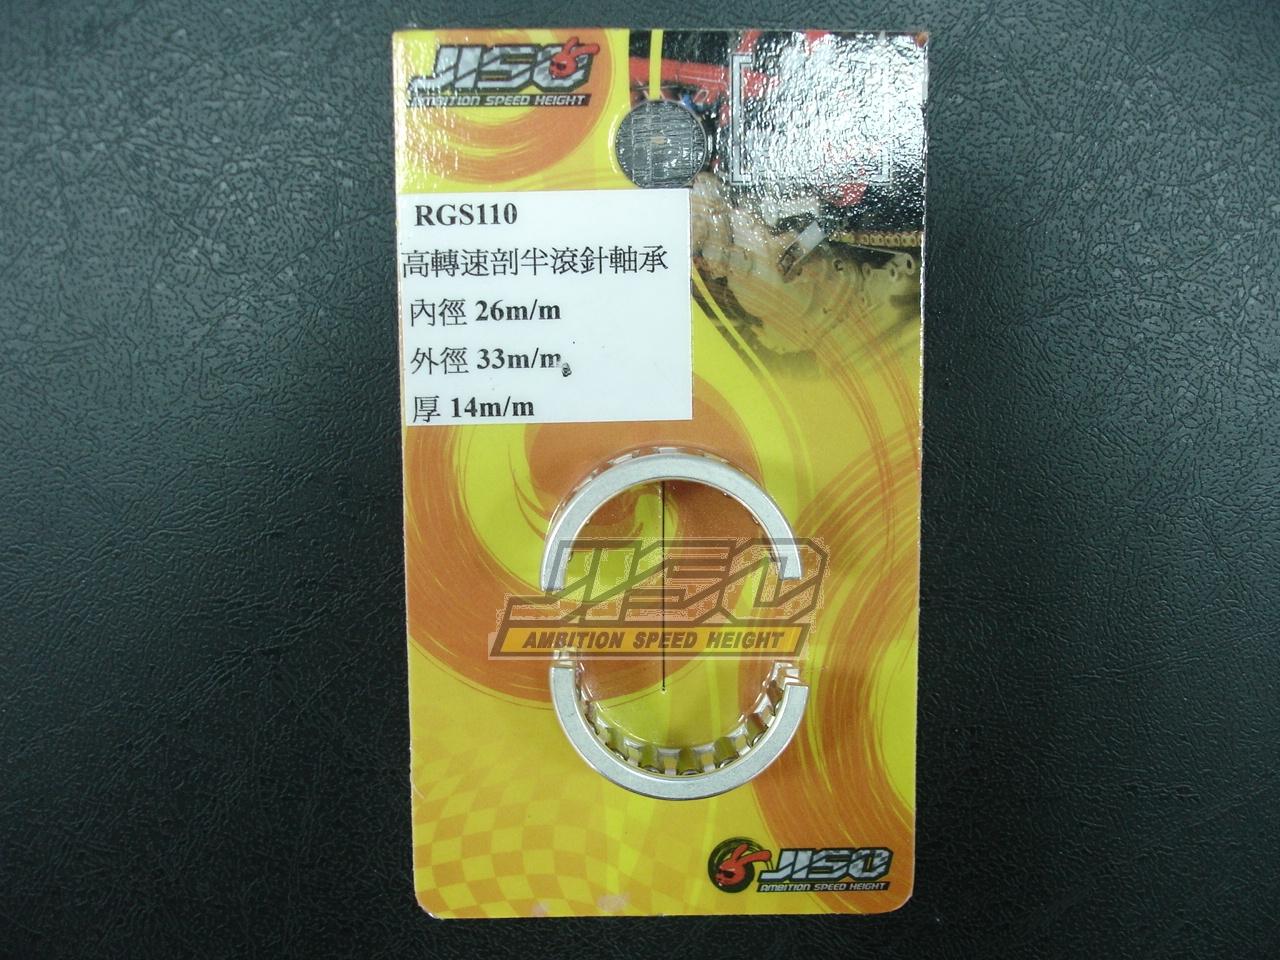 JISO
AMBITION SPEED HEIGHT
RGS110
高轉速剖半滾針軸承
內徑 26m/m
外徑 33m/m
厚 14m/m
JISO
AMBITION SPEED HEIGHT
JISO
AMBITION SPEED HEIGHT